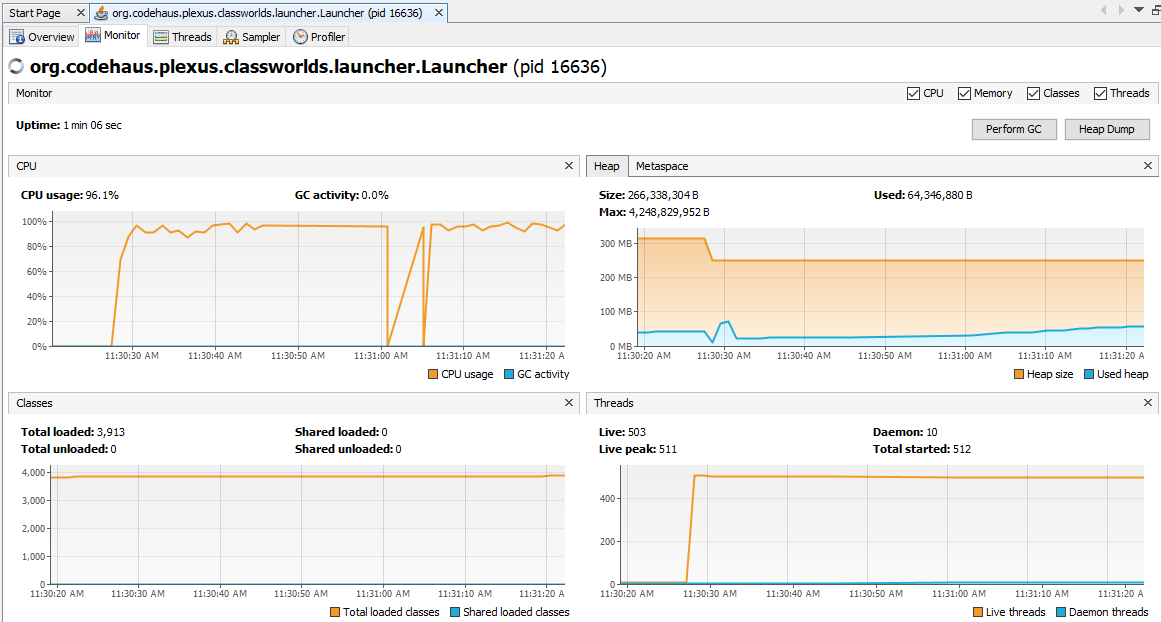 Start Page
org.codehaus.plexus.classworlds.launcher.Launcher (pid 16636)
Overview Monitor Threads Sampler Profiler
org.codehaus.plexus.classworlds.launcher.Launcher (pid 16636)
Monitor
CPU Memory Classes Threads
Uptime: 1 min 06 sec
Perform GC Heap Dump
CPU
CPU usage: 96.1% GC activity: 0.0%
100%
80%
60%
40%
20%
0%
11:30:30 AM 11:30:40 AM 11:30:50 AM 11:31:00 AM 11:31:10 AM 11:31:20 A
CPU usage GC activity
Heap Metaspace
Size: 266,338,304 B Used: 64,346,880 B
Max: 4,248,829,952 B
300 MB
200 MB
100 MB
0 MB
11:30:20 AM 11:30:30 AM 11:30:40 AM 11:30:50 AM 11:31:00 AM 11:31:10 AM 11:31:20 A
Heap size Used heap
Classes
Total loaded: 3,913 Shared loaded: 0
Total unloaded: 0 Shared unloaded: 0
4,000
3,000
2,000
1,000
0
11:30:20 AM 11:30:30 AM 11:30:40 AM 11:30:50 AM 11:31:00 AM 11:31:10 AM 11:31:20 A
Total loaded classes Shared loaded classes
Threads
Live: 503 Daemon: 10
Live peak: 511 Total started: 512
400
200
0
11:30:20 AM 11:30:30 AM 11:30:40 AM 11:30:50 AM 11:31:00 AM 11:31:10 AM 11:31:20 A
Live threads Daemon threads